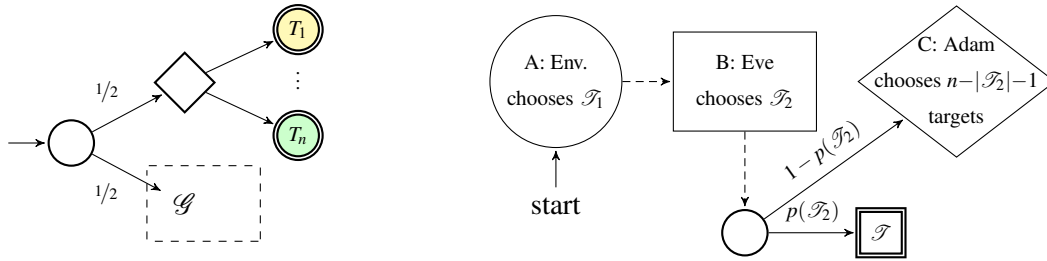 T₁
⋮
Tₙ
1/2
1/2
𝒢
A: Env.
chooses 𝒯₁
start
B: Eve
chooses 𝒯₂
1 − p(𝒯₂)
p(𝒯₂)
C: Adam
chooses n−|𝒯₂|−1
targets
𝒯